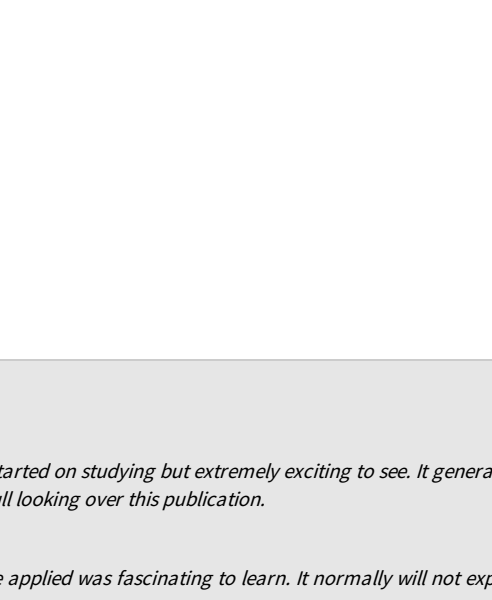 started on studying but extremely exciting to see. It genera
ll looking over this publication.
e applied was fascinating to learn. It normally will not exp